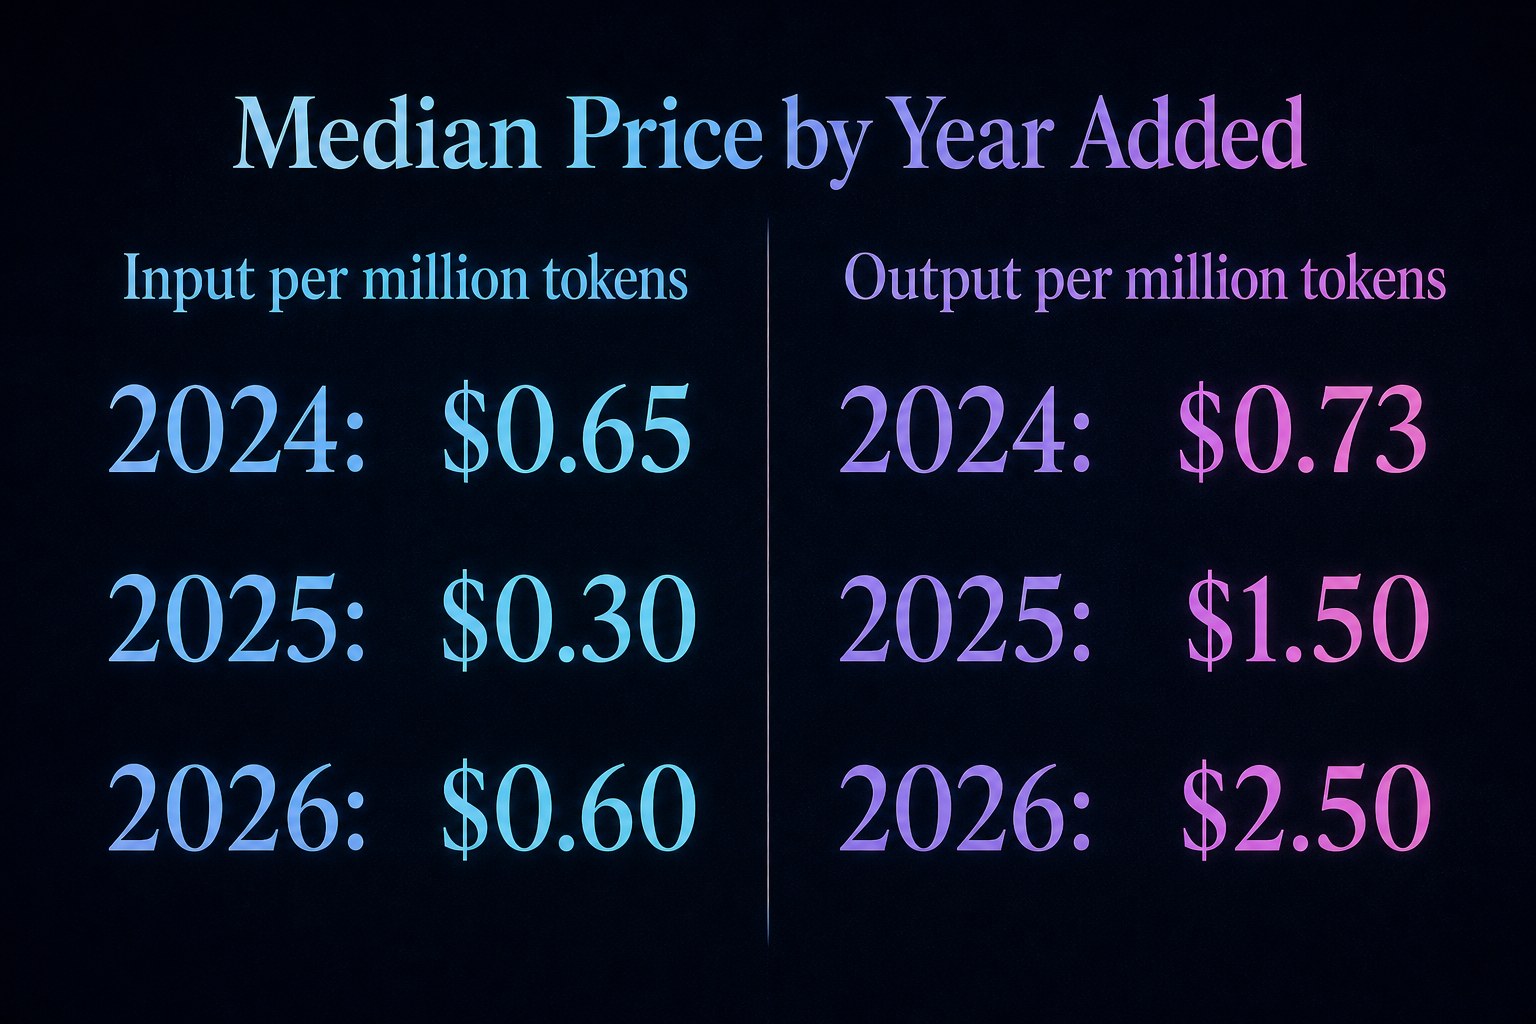 Median Price by Year Added
Input per million tokens
2024: $0.65
2025: $0.30
2026: $0.60
Output per million tokens
2024: $0.73
2025: $1.50
2026: $2.50